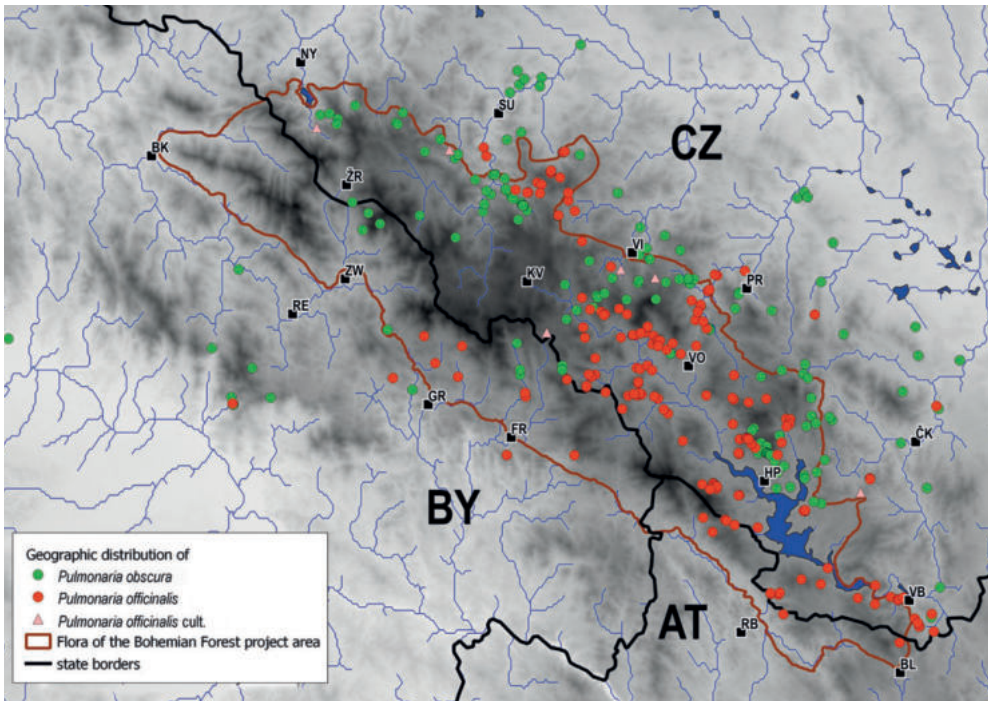 NY
SU
CZ
BK
ŽR
VI
ZW
KV
PR
RE
VO
GR
FR
ČK
HP
BY
AT
VB
RB
BL
Geographic distribution of
Pulmonaria obscura
Pulmonaria officinalis
Pulmonaria officinalis cult.
Flora of the Bohemian Forest project area
state borders